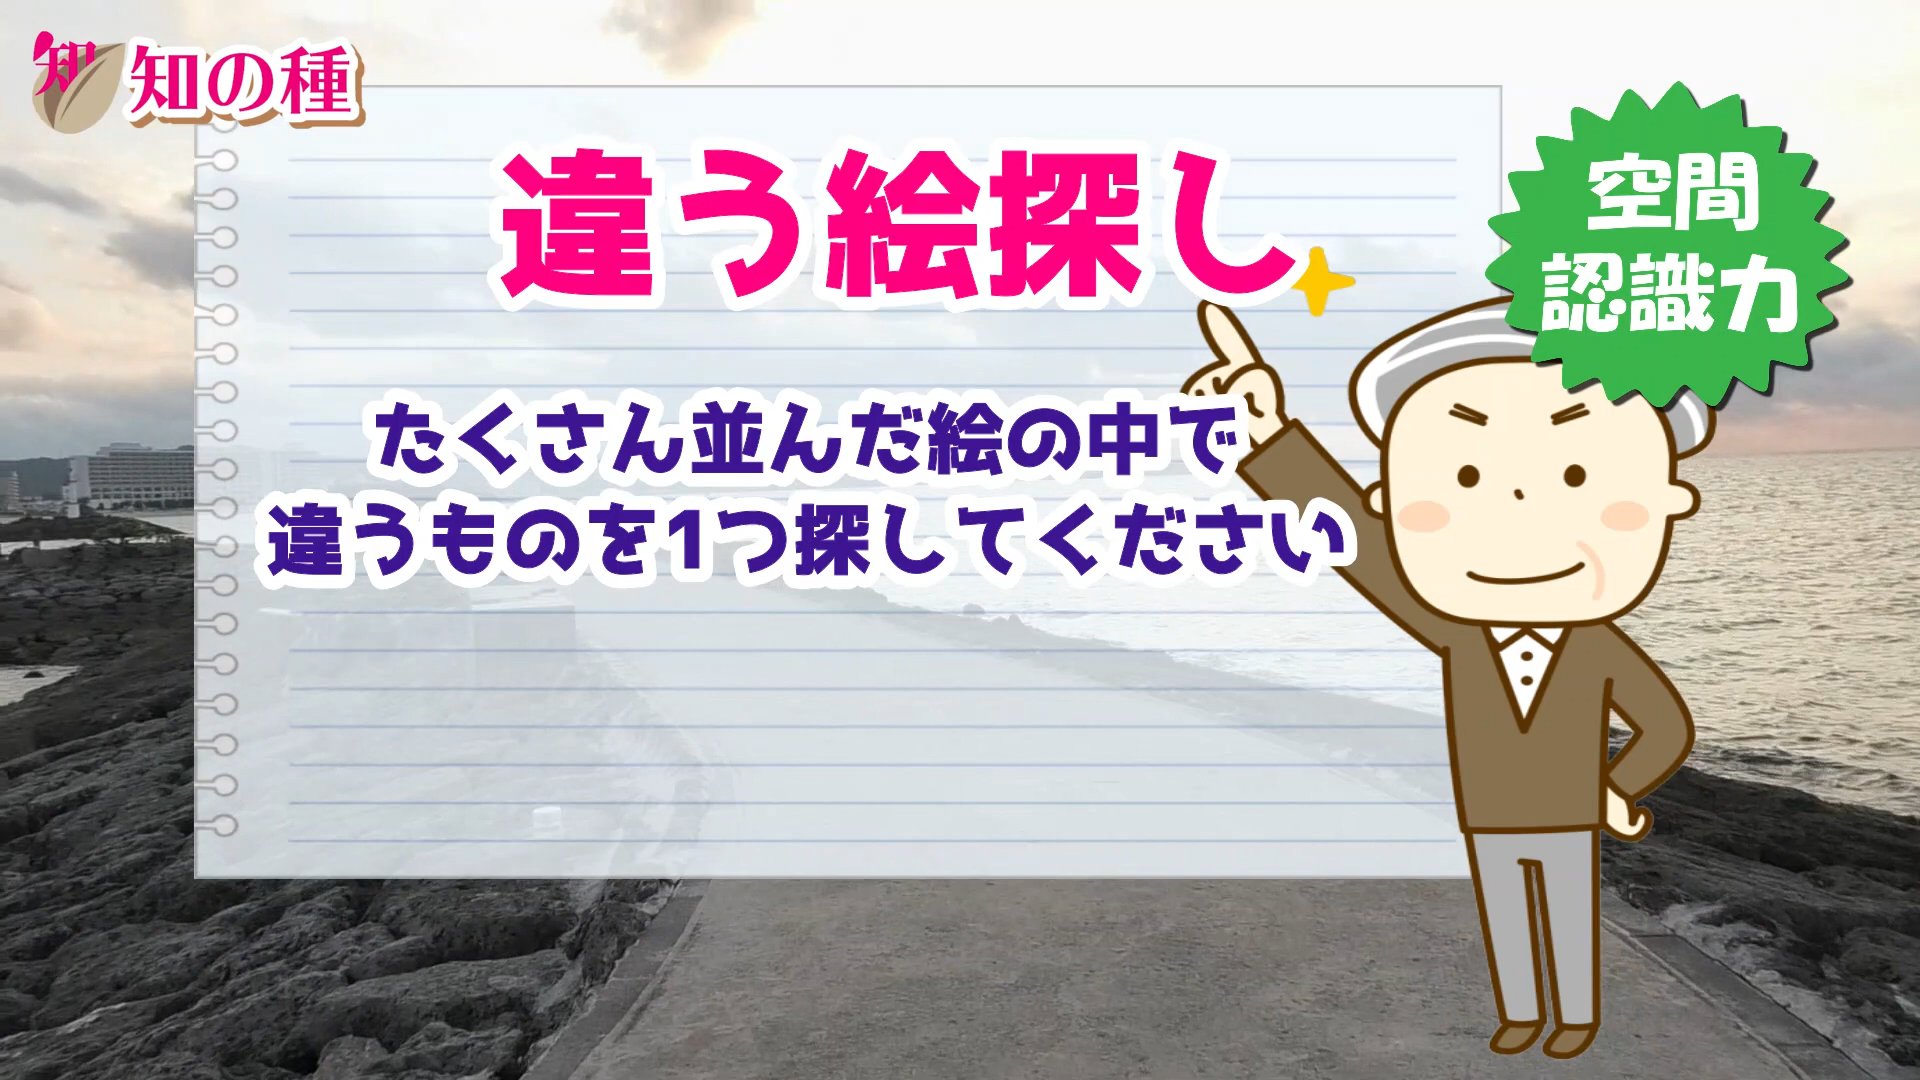 知 知の種
違う絵探し
空間
認識力
たくさん並んだ絵の中で
違うものを1つ探してください